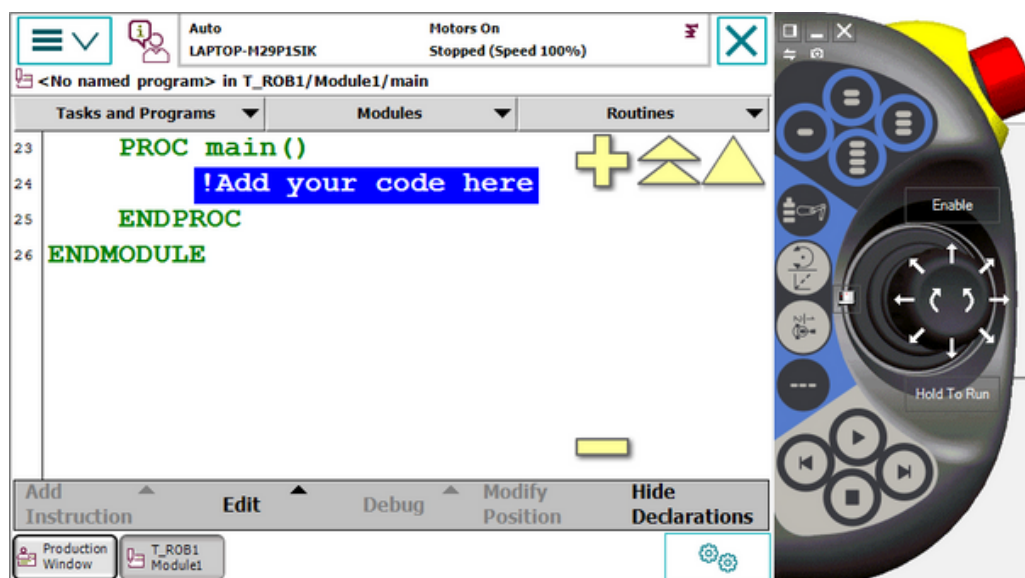 Auto
LAPTOP-M29P1SIK
Motors On
Stopped (Speed 100%)
<No named program> in T_ROB1/Module1/main
Tasks and Programs
Modules
Routines
23 PROC main()
24 !Add your code here
25 ENDPROC
26 ENDMODULE
Add
Instruction
Edit
Debug
Modify
Position
Hide
Declarations
Production
Window
T_ROB1
Module1
Enable
Hold To Run